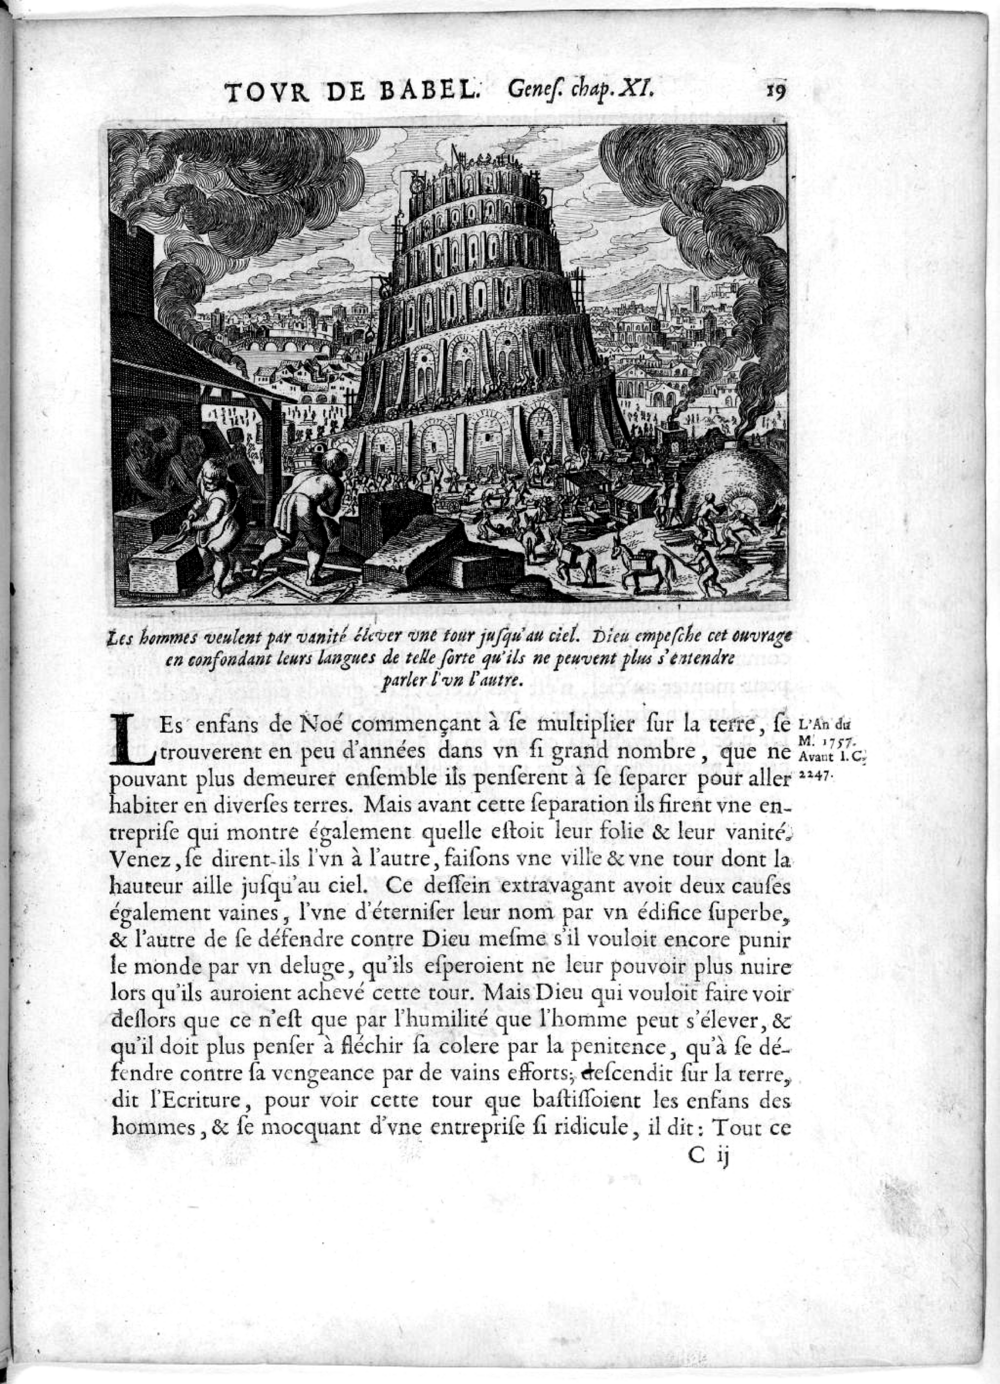 TOVR DE BABEL. Geneſ. chap. XI. 19
Les hommes veulent par vanité élever vne tour juſqu'au ciel. Dieu empeſche cet ouvrage
en confondant leurs langues de telle ſorte qu'ils ne peuvent plus s'entendre
parler l'vn l'autre.
LEs enfans de Noé commençant à ſe multiplier ſur la terre, ſe
trouverent en peu d'années dans vn ſi grand nombre, que ne
pouvant plus demeurer enſemble ils penſerent à ſe ſeparer pour aller
habiter en diverſes terres. Mais avant cette ſeparation ils firent vne en-
trepriſe qui montre également quelle eſtoit leur folie & leur vanité.
Venez, ſe dirent-ils l'vn à l'autre, faiſons vne ville & vne tour dont la
hauteur aille juſqu'au ciel. Ce deſſein extravagant avoit deux cauſes
également vaines, l'vne d'éterniſer leur nom par vn édifice ſuperbe,
& l'autre de ſe défendre contre Dieu meſme s'il vouloit encore punir
le monde par vn deluge, qu'ils eſperoient ne leur pouvoir plus nuire
lors qu'ils auroient achevé cette tour. Mais Dieu qui vouloit faire voir
deſlors que ce n'eſt que par l'humilité que l'homme peut s'élever, &
qu'il doit plus penſer à fléchir ſa colere par la penitence, qu'à ſe dé-
fendre contre ſa vengeance par de vains efforts; deſcendit ſur la terre,
dit l'Ecriture, pour voir cette tour que baſtiſſoient les enfans des
hommes, & ſe mocquant d'vne entrepriſe ſi ridicule, il dit: Tout ce
L'An du
M. 1757.
Avant I. C.
2247.
C ij